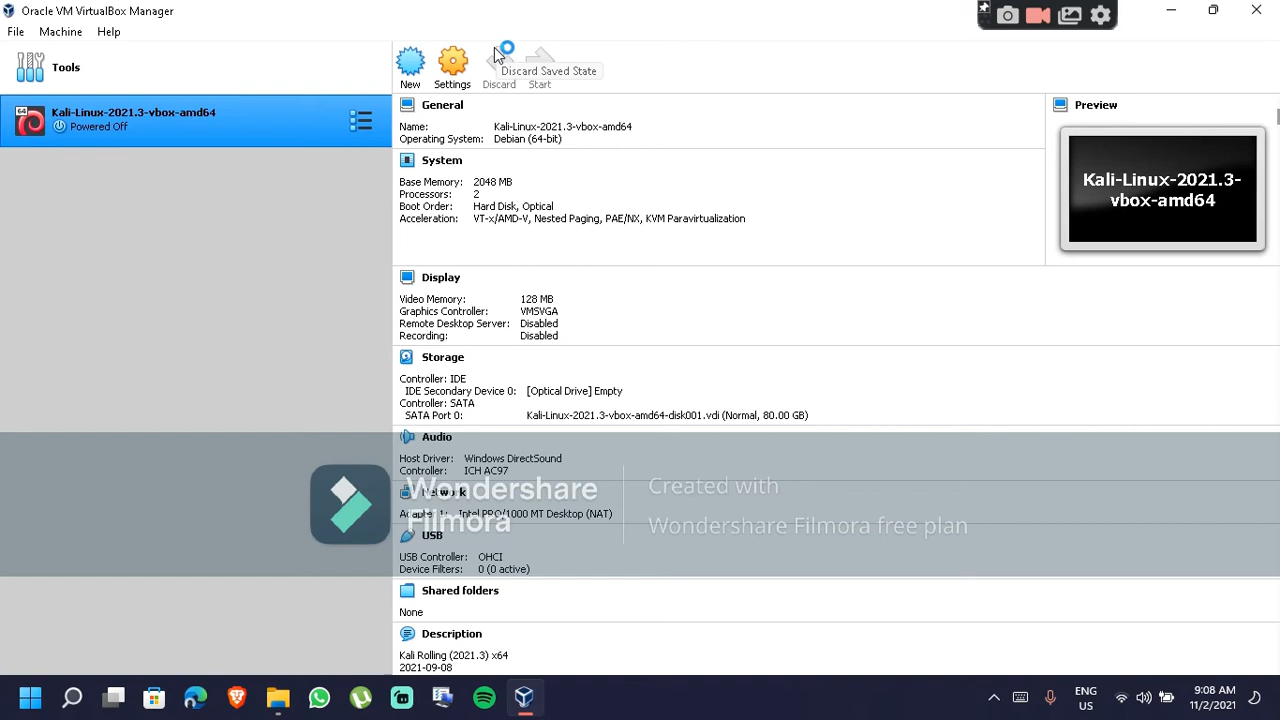 Oracle VM VirtualBox Manager
File Machine Help
Tools
New Settings Discard Start
Discard Saved State
64
Kali-Linux-2021.3-vbox-amd64
Powered Off
General
Name: Kali-Linux-2021.3-vbox-amd64
Operating System: Debian (64-bit)
System
Base Memory: 2048 MB
Processors: 2
Boot Order: Hard Disk, Optical
Acceleration: VT-x/AMD-V, Nested Paging, PAE/NX, KVM Paravirtualization
Preview
Kali-Linux-2021.3-
vbox-amd64
Display
Video Memory: 128 MB
Graphics Controller: VMSVGA
Remote Desktop Server: Disabled
Recording: Disabled
Storage
Controller: IDE
IDE Secondary Device 0: [Optical Drive] Empty
Controller: SATA
SATA Port 0: Kali-Linux-2021.3-vbox-amd64-disk001.vdi (Normal, 80.00 GB)
Audio
Host Driver: Windows DirectSound
Controller: ICH AC97
Network
Adapter 1: Intel PRO/1000 MT Desktop (NAT)
Wondershare
Filmora
Created with
Wondershare Filmora free plan
USB
USB Controller: OHCI
Device Filters: 0 (0 active)
Shared folders
None
Description
Kali Rolling (2021.3) x64
2021-09-08
ENG
US
9:08 AM
11/2/2021